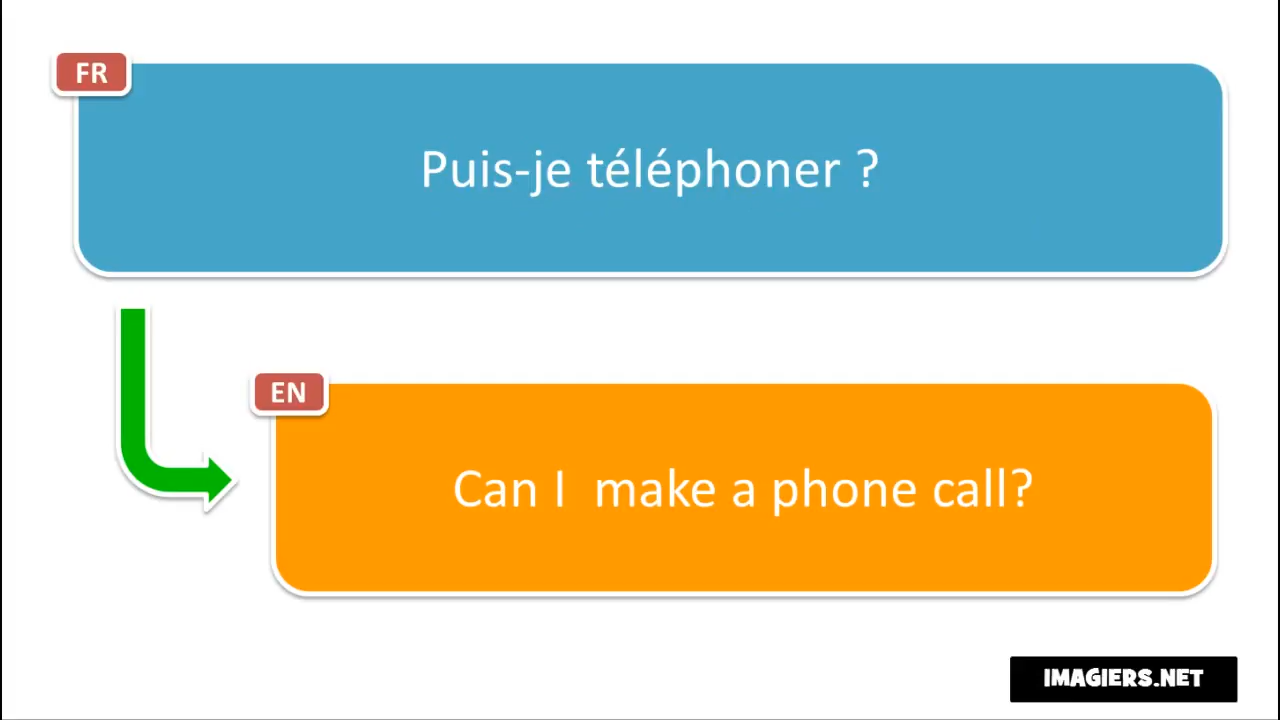 FR
Puis-je téléphoner ?
EN
Can I  make a phone call?
IMAGIERS.NET